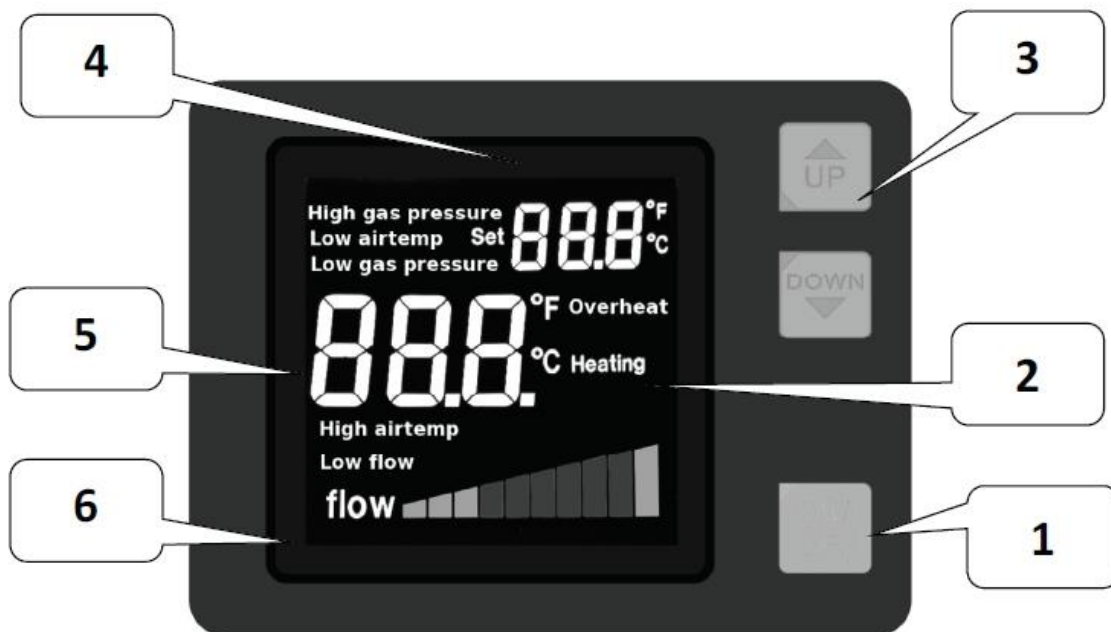 4
3
UP
High gas pressure
88.8 °F
Low airtemp Set
°C
Low gas pressure
DOWN
5
88.8. °F Overheat
°C Heating
2
High airtemp
Low flow
6
flow
1